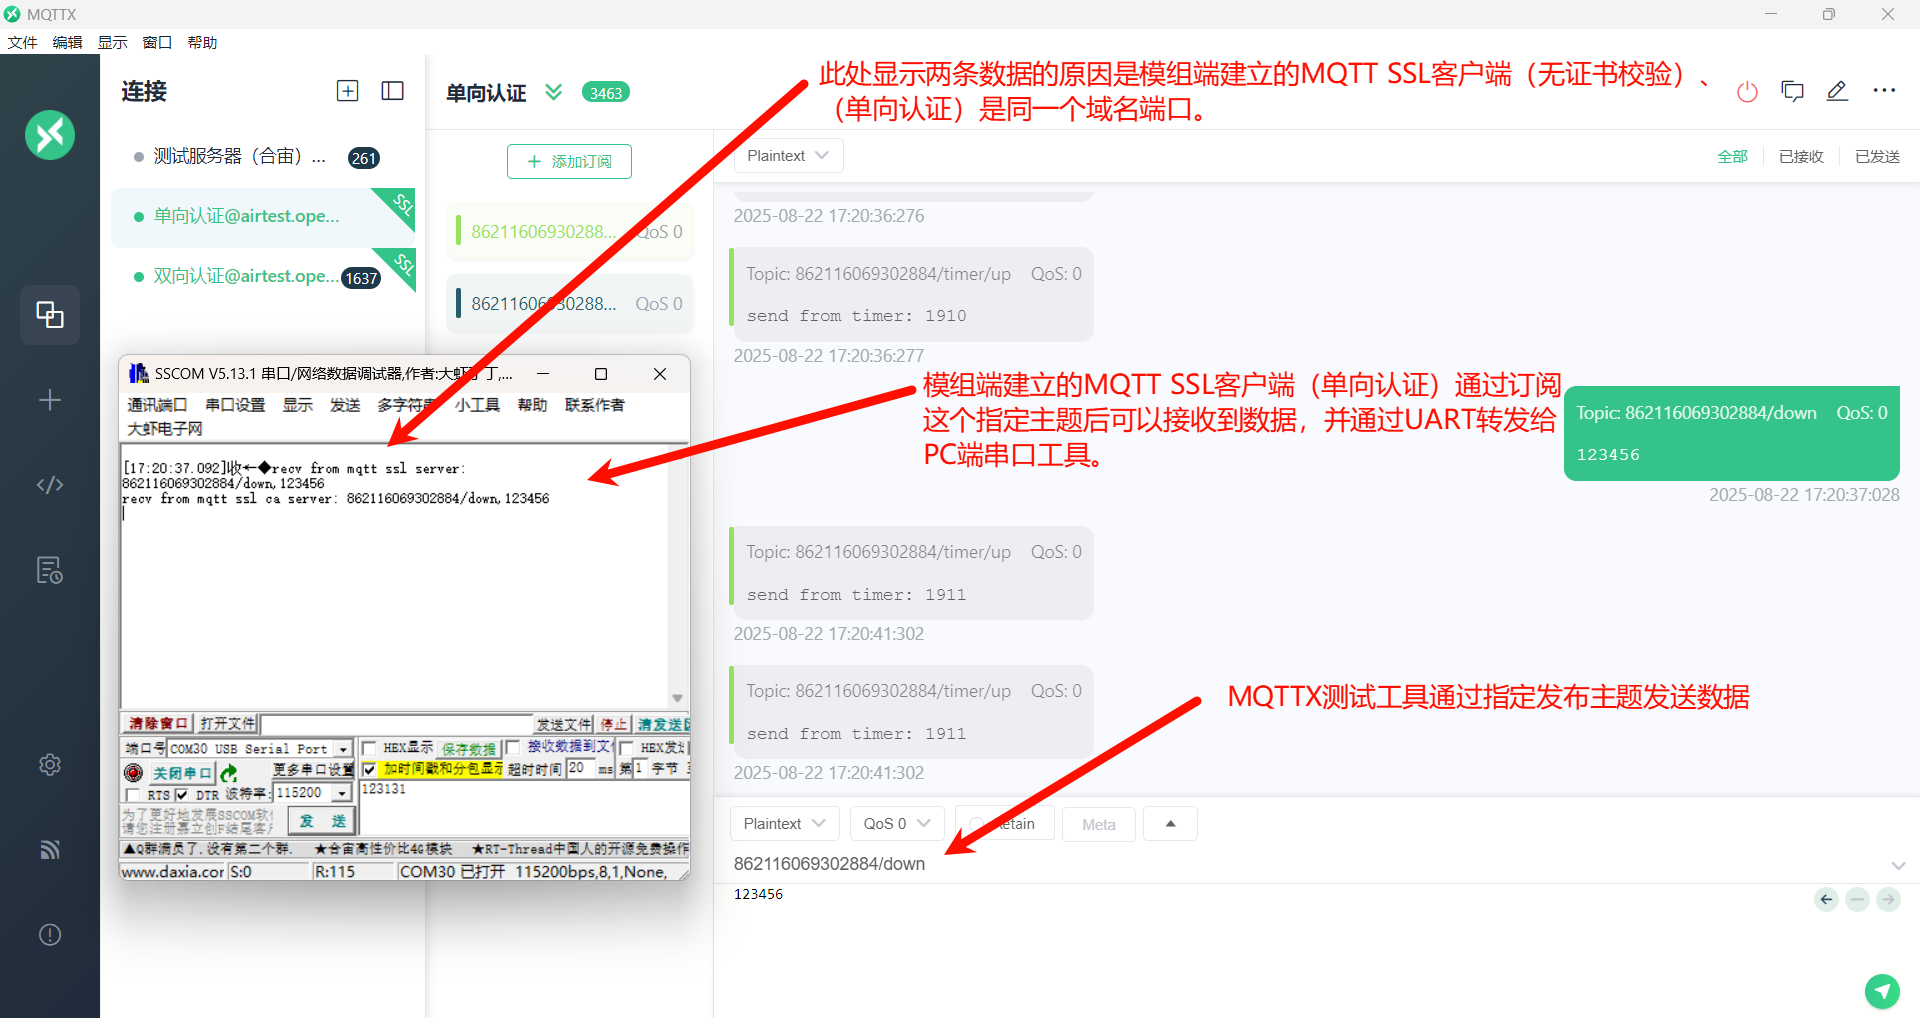 MQTTX
文件 编辑 显示 窗口 帮助
连接
测试服务器（合宙）... 261
单向认证@airtest.ope... SSL
双向认证@airtest.ope... 1637 SSL
单向认证 3463
此处显示两条数据的原因是模组端建立的MQTT SSL客户端（无证书校验）、
（单向认证）是同一个域名端口。
+ 添加订阅
86211606930288... QoS 0
86211606930288... QoS 0
Plaintext
全部 已接收 已发送
2025-08-22 17:20:36:276
Topic: 862116069302884/timer/up QoS: 0
send from timer: 1910
2025-08-22 17:20:36:277
模组端建立的MQTT SSL客户端（单向认证）通过订阅
这个指定主题后可以接收到数据，并通过UART转发给
PC端串口工具。
Topic: 862116069302884/down QoS: 0
123456
2025-08-22 17:20:37:028
Topic: 862116069302884/timer/up QoS: 0
send from timer: 1911
2025-08-22 17:20:41:302
Topic: 862116069302884/timer/up QoS: 0
send from timer: 1911
2025-08-22 17:20:41:302
MQTTX测试工具通过指定发布主题发送数据
Plaintext QoS 0 etain Meta
862116069302884/down
123456
SSCOM V5.13.1 串口/网络数据调试器,作者:大虾丁丁,...
通讯端口 串口设置 显示 发送 多字符串 小工具 帮助 联系作者
大虾电子网
[17:20:37.092]收←◆recv from mqtt ssl server:
862116069302884/down,123456
recv from mqtt ssl ca server: 862116069302884/down,123456
清除窗口 打开文件 发送文件 停止 清发送区
端口号 COM30 USB Serial Port HEX显示 保存数据 接收数据到文件 HEX发送
关闭串口 更多串口设置 加时间戳和分包显示 超时时间 20 ms 第1 字节
RTS DTR 波特率: 115200 123131
为了更好地发展SSCOM软件
请您注册嘉立创F结尾客户 发 送
▲Q群满员了,没有第二个群. ★合宙高性价比4G模块 ★RT-Thread中国人的开源免费操作
www.daxia.cor S:0 R:115 COM30 已打开 115200bps,8,1,None,